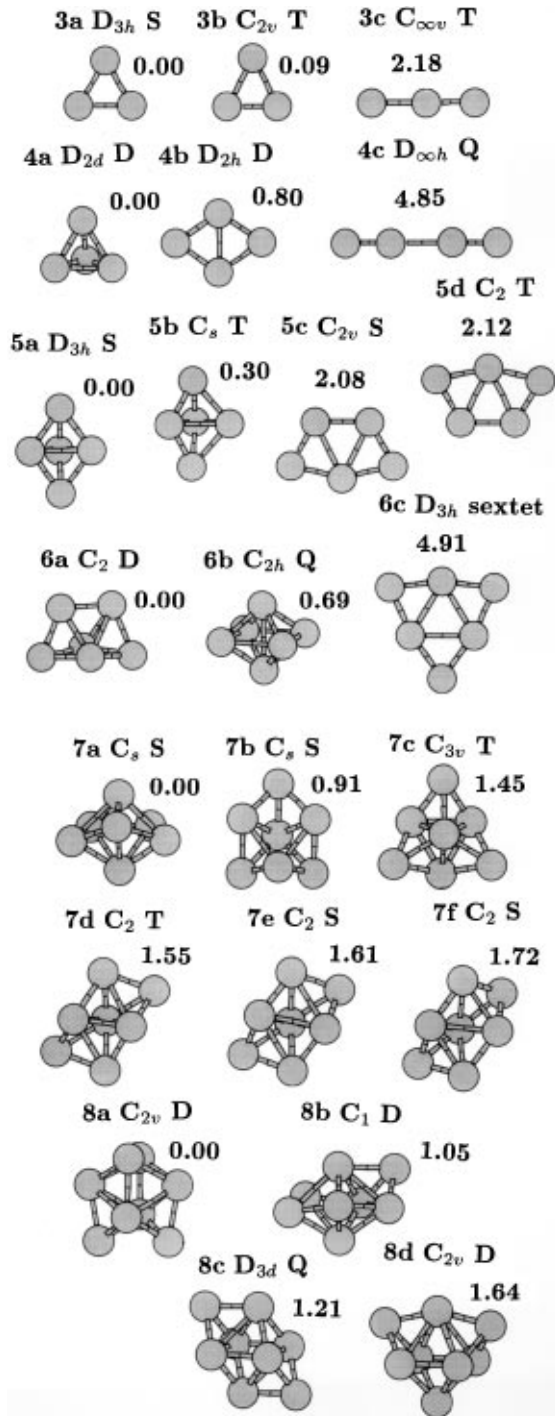 3a D3h S 3b C2v T 3c C∞v T
0.00 0.09 2.18
4a D2d D 4b D2h D 4c D∞h Q
0.00 0.80 4.85
5d C2 T
5a D3h S 5b Cs T 5c C2v S 2.12
0.00 0.30 2.08
6c D3h sextet
6a C2 D 6b C2h Q 4.91
0.00 0.69
7a Cs S 7b Cs S 7c C3v T
0.00 0.91 1.45
7d C2 T 7e C2 S 7f C2 S
1.55 1.61 1.72
8a C2v D 8b C1 D
0.00 1.05
8c D3d Q 8d C2v D
1.21 1.64